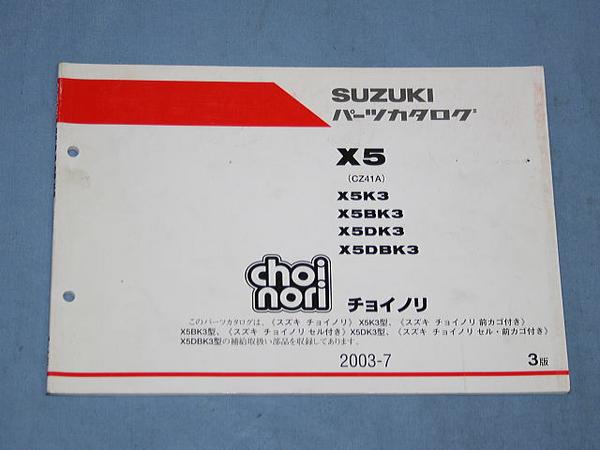 SUZUKI
パーツカタログ
X5
(CZ41A)
X5K3
X5BK3
X5DK3
X5DBK3
choi
nori
チョイノリ
このパーツカタログは、《スズキ チョイノリ》 X5K3型、《スズキ チョイノリ 前カゴ付き》
X5BK3型、《スズキ チョイノリ セル付き》 X5DK3型、《スズキ チョイノリ セル・前カゴ付き》
X5DBK3型の補給取扱い部品を収録してあります。
2003-7
3版